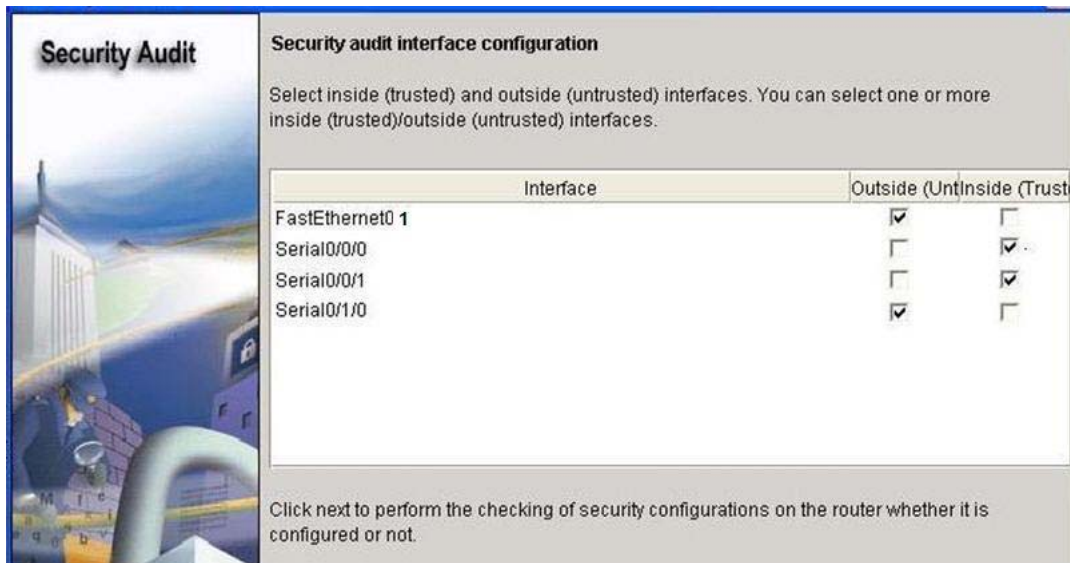 Security Audit
Security audit interface configuration
Select inside (trusted) and outside (untrusted) interfaces. You can select one or more
inside (trusted)/outside (untrusted) interfaces.
Interface Outside (Unt Inside (Trust
FastEthernet0 1
Serial0/0/0
Serial0/0/1
Serial0/1/0
Click next to perform the checking of security configurations on the router whether it is
configured or not.